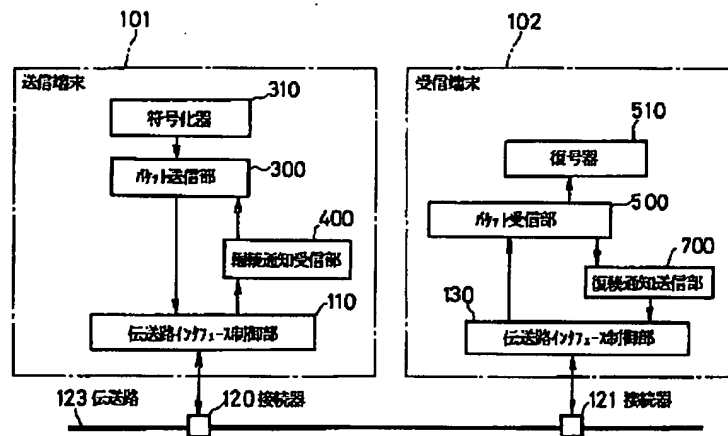 101
送信端末
310
符号化器
300
パケット送信部
400
継続通知受信部
110
伝送路インタフェース制御部
123 伝送路
120 接続器
102
受信端末
510
復号器
500
パケット受信部
700
継続通知送信部
130
伝送路インタフェース制御部
121 接続器